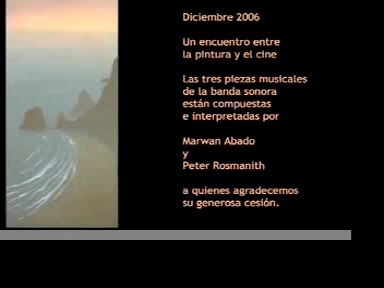 Diciembre 2006
Un encuentro entre
la pintura y el cine
Las tres piezas musicales
de la banda sonora
están compuestas
e interpretadas por
Marwan Abado
y
Peter Rosmanith
a quienes agradecemos
su generosa cesión.